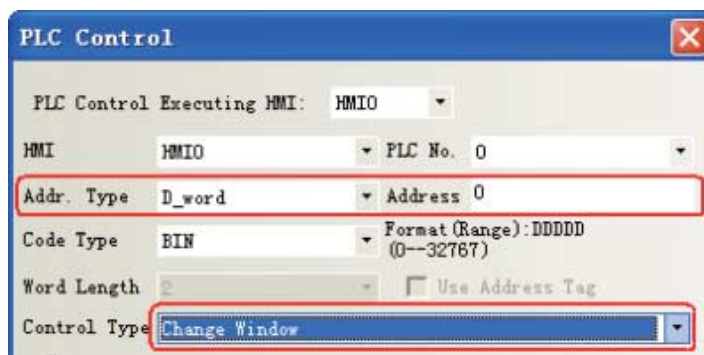 PLC Control
PLC Control Executing HMI: HMI0
HMI HMI0 PLC No. 0
Addr. Type D_word Address 0
Code Type BIN Format(Range):DDDDD
(0--32767)
Word Length 2 Use Address Tag
Control Type Change Window